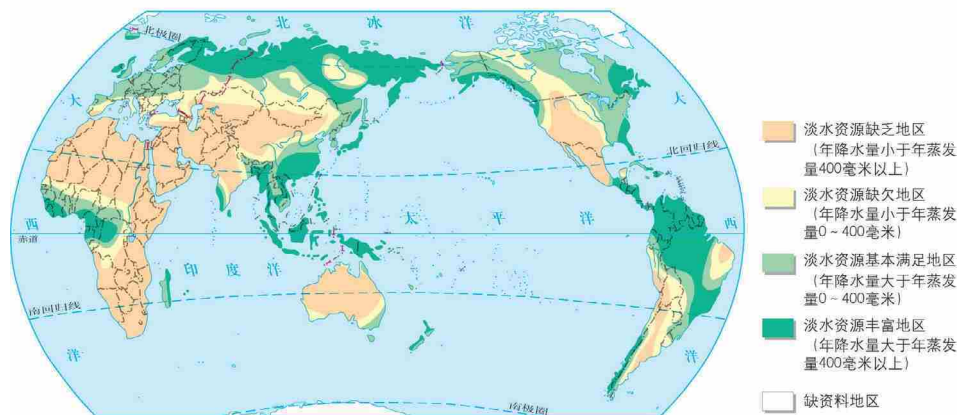 北 冰 洋
北极圈
大
大
北回归线
西
太 平 洋
西
赤道
印 度 洋
南回归线
洋
洋
南极圈
淡水资源缺乏地区
（年降水量小于年蒸发
量400毫米以上）
淡水资源缺欠地区
（年降水量小于年蒸发
量0～400毫米）
淡水资源基本满足地区
（年降水量大于年蒸发
量0～400毫米）
淡水资源丰富地区
（年降水量大于年蒸发
量400毫米以上）
缺资料地区